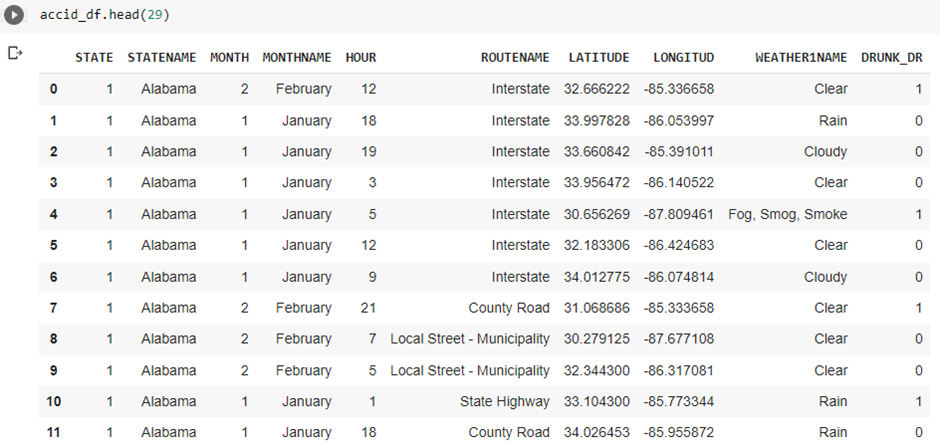 accid_df.head(29)
STATE STATENAME MONTH MONTHNAME HOUR ROUTENAME LATITUDE LONGITUD WEATHER1NAME DRUNK_DR
0 1 Alabama 2 February 12 Interstate 32.666222 -85.336658 Clear 1
1 1 Alabama 1 January 18 Interstate 33.997828 -86.053997 Rain 0
2 1 Alabama 1 January 19 Interstate 33.660842 -85.391011 Cloudy 0
3 1 Alabama 1 January 3 Interstate 33.956472 -86.140522 Clear 0
4 1 Alabama 1 January 5 Interstate 30.656269 -87.809461 Fog, Smog, Smoke 1
5 1 Alabama 1 January 12 Interstate 32.183306 -86.424683 Clear 0
6 1 Alabama 1 January 9 Interstate 34.012775 -86.074814 Cloudy 0
7 1 Alabama 2 February 21 County Road 31.068686 -85.333658 Clear 1
8 1 Alabama 2 February 7 Local Street - Municipality 30.279125 -87.677108 Clear 0
9 1 Alabama 2 February 5 Local Street - Municipality 32.344300 -86.317081 Clear 0
10 1 Alabama 1 January 1 State Highway 33.104300 -85.773344 Rain 1
11 1 Alabama 1 January 18 County Road 34.026453 -85.955872 Rain 0